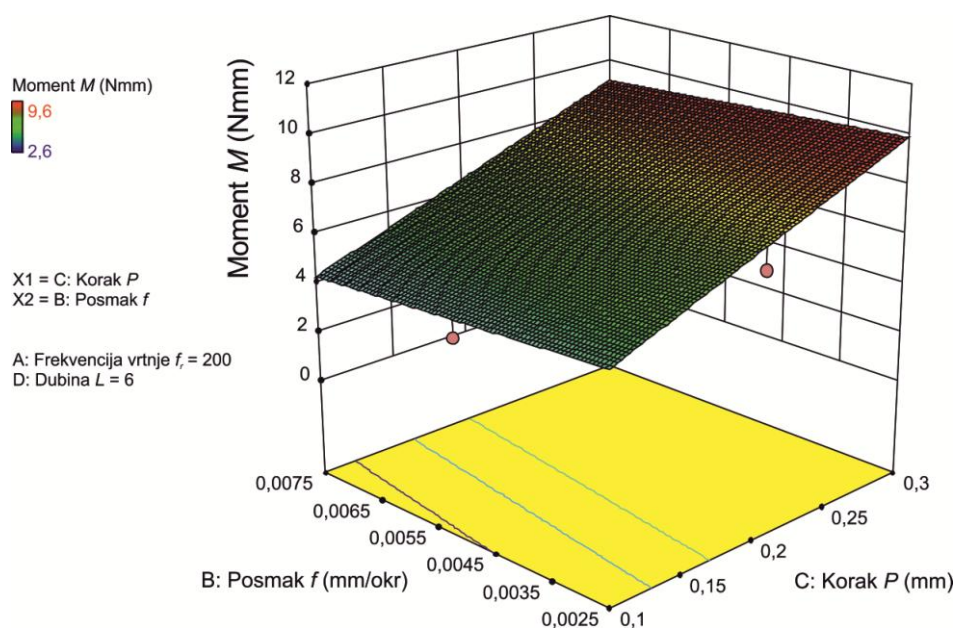 Moment M (Nmm)
9,6
2,6
X1 = C: Korak P
X2 = B: Posmak f
A: Frekvencija vrtnje fr = 200
D: Dubina L = 6
Moment M (Nmm)
12
10
8
6
4
2
0
0,0075
0,0065
0,0055
0,0045
0,0035
0,0025
B: Posmak f (mm/okr)
0,3
0,25
0,2
0,15
0,1
C: Korak P (mm)